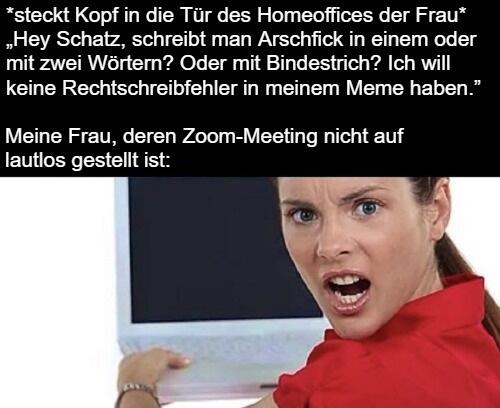 *steckt Kopf in die Tür des Homeoffices der Frau*
„Hey Schatz, schreibt man Arschfick in einem oder
mit zwei Wörtern? Oder mit Bindestrich? Ich will
keine Rechtschreibfehler in meinem Meme haben.”
Meine Frau, deren Zoom-Meeting nicht auf
lautlos gestellt ist: